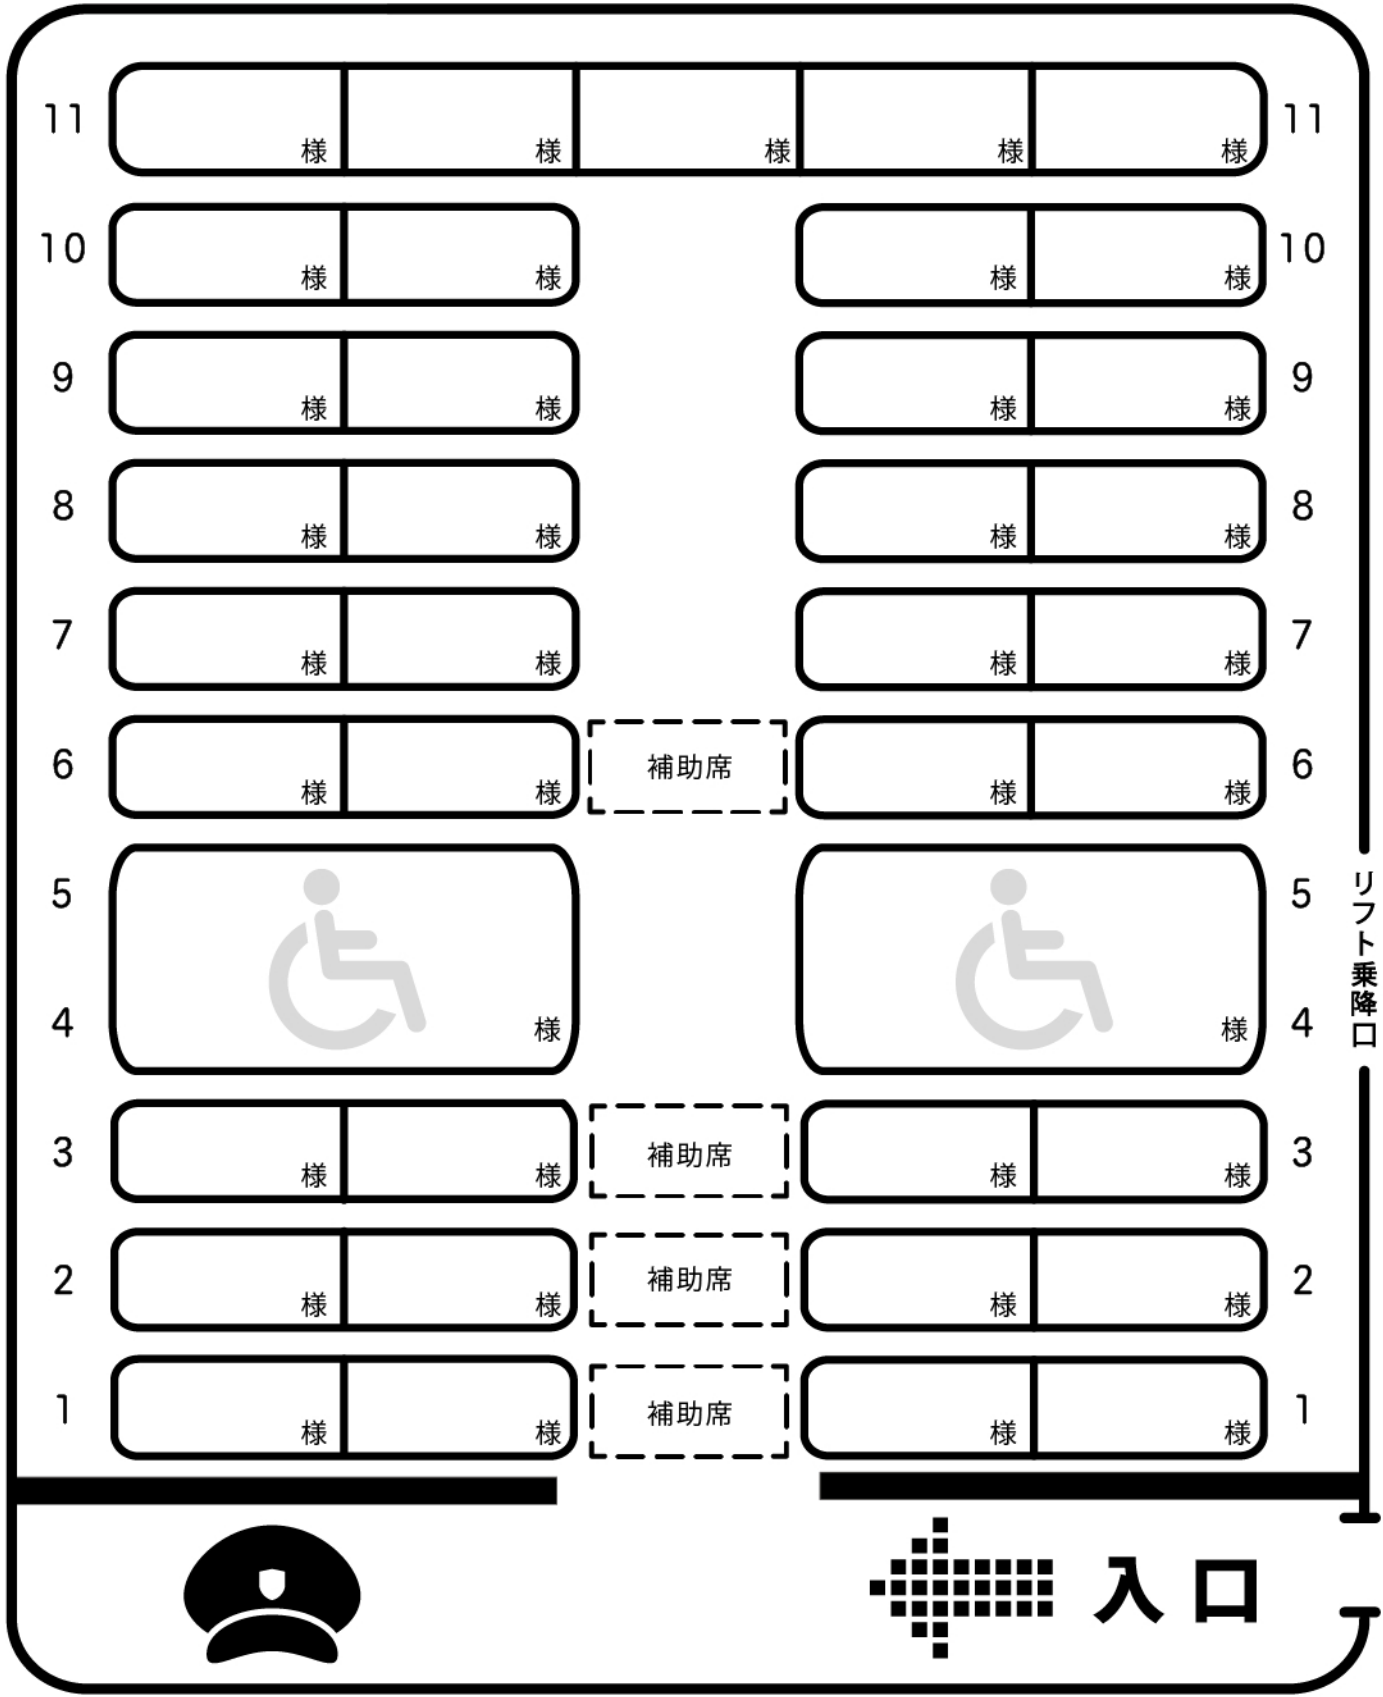 11 様 様 様 様 様 11
10 様 様 様 様 10
9 様 様 様 様 9
8 様 様 様 様 8
7 様 様 様 様 7
6 様 様 補助席 様 様 6
5 5
4 様 様 4
リフト乗降口
3 様 様 補助席 様 様 3
2 様 様 補助席 様 様 2
1 様 様 補助席 様 様 1
入口